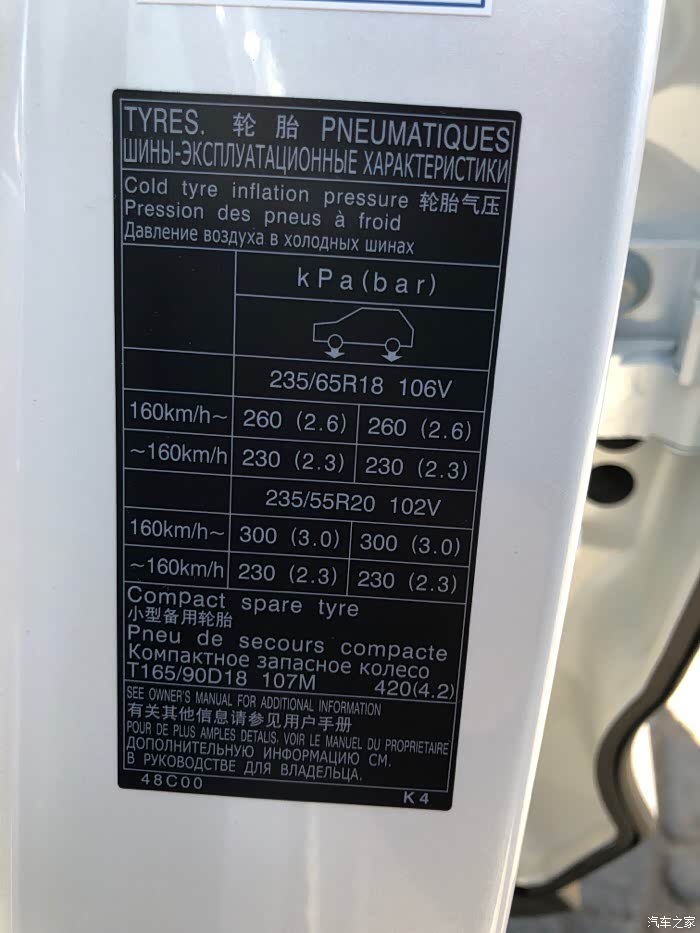 TYRES. 轮 胎 PNEUMATIQUES
ШИНЫ-ЭКСПЛУАТАЦИОННЫЕ ХАРАКТЕРИСТИКИ
Cold tyre inflation pressure 轮胎气压
Pression des pneus à froid
Давление воздуха в холодных шинах
kPa(bar)
235/65R18 106V
160km/h~ 260 (2.6) 260 (2.6)
~160km/h 230 (2.3) 230 (2.3)
235/55R20 102V
160km/h~ 300 (3.0) 300 (3.0)
~160km/h 230 (2.3) 230 (2.3)
Compact spare tyre
小型备用轮胎
Pneu de secours compacte
Компактное запасное колесо
T165/90D18 107M 420(4.2)
SEE OWNER'S MANUAL FOR ADDITIONAL INFORMATION
有关其他信息请参见用户手册
POUR DE PLUS AMPLES DETAILS, VOIR LE MANUEL DU PROPRIETAIRE
ДОПОЛНИТЕЛЬНУЮ ИНФОРМАЦИЮ СМ.
В РУКОВОДСТВЕ ДЛЯ ВЛАДЕЛЬЦА.
48C00 K4
汽车之家